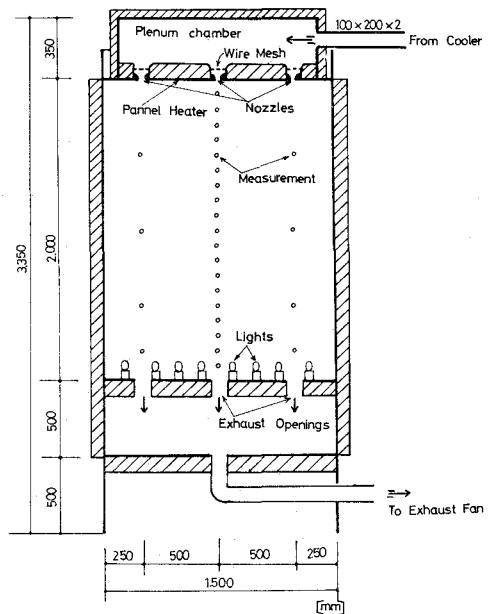 100×200×2
Plenum chamber
From Cooler
Wire Mesh
350
Pannel Heater
Nozzles
Measurement
3,350
2,000
Lights
Exhaust Openings
500
500
To Exhaust Fan
250 500 500 250
1,500
[mm]